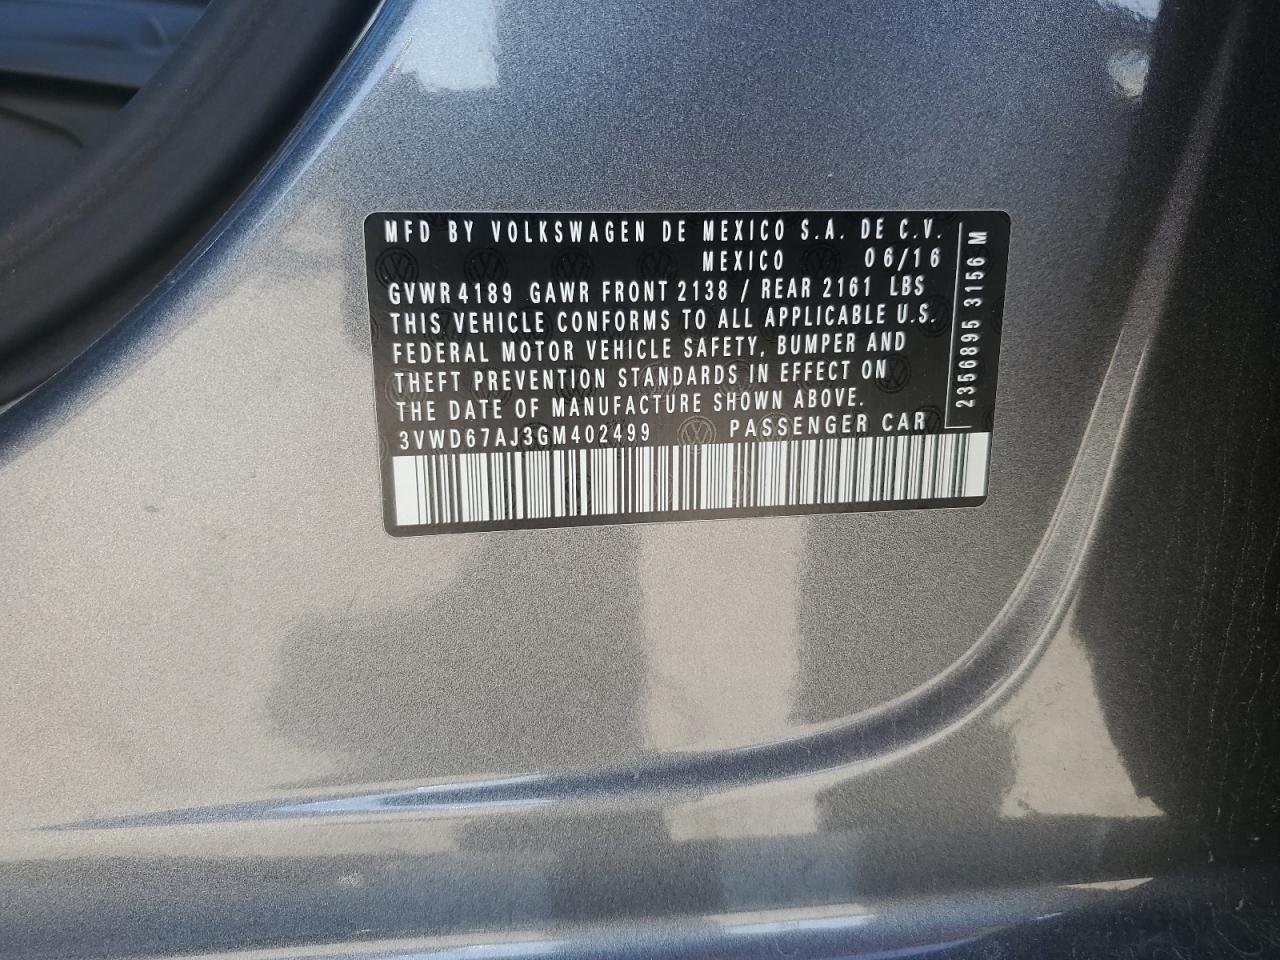 MFD BY VOLKSWAGEN DE MEXICO S.A. DE C.V.
MEXICO 06/16
GVWR 4189 GAWR FRONT 2138 / REAR 2161 LBS
THIS VEHICLE CONFORMS TO ALL APPLICABLE U.S.
FEDERAL MOTOR VEHICLE SAFETY, BUMPER AND
THEFT PREVENTION STANDARDS IN EFFECT ON
THE DATE OF MANUFACTURE SHOWN ABOVE.
3VWD67AJ3GM402499 PASSENGER CAR
2356895 3156 M